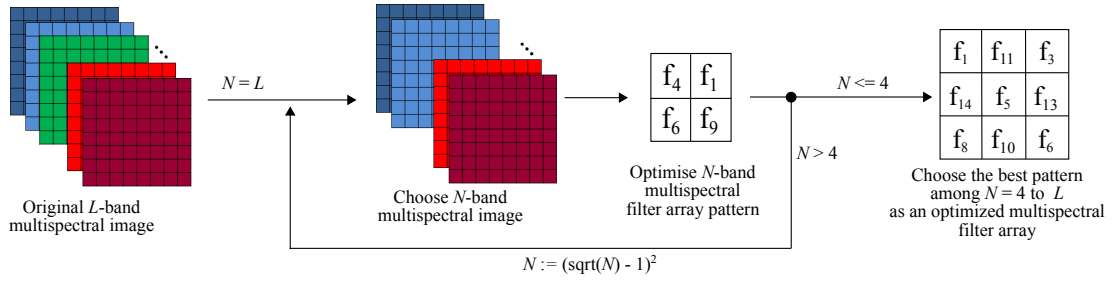 Original L-band
multispectral image
N = L
Choose N-band
multispectral image
f₄ f₁
f₆ f₉
Optimise N-band
multispectral
filter array pattern
N <= 4
N > 4
N := (sqrt(N) - 1)²
f₁ f₁₁ f₃
f₁₄ f₅ f₁₃
f₈ f₁₀ f₆
Choose the best pattern
among N = 4 to L
as an optimized multispectral
filter array